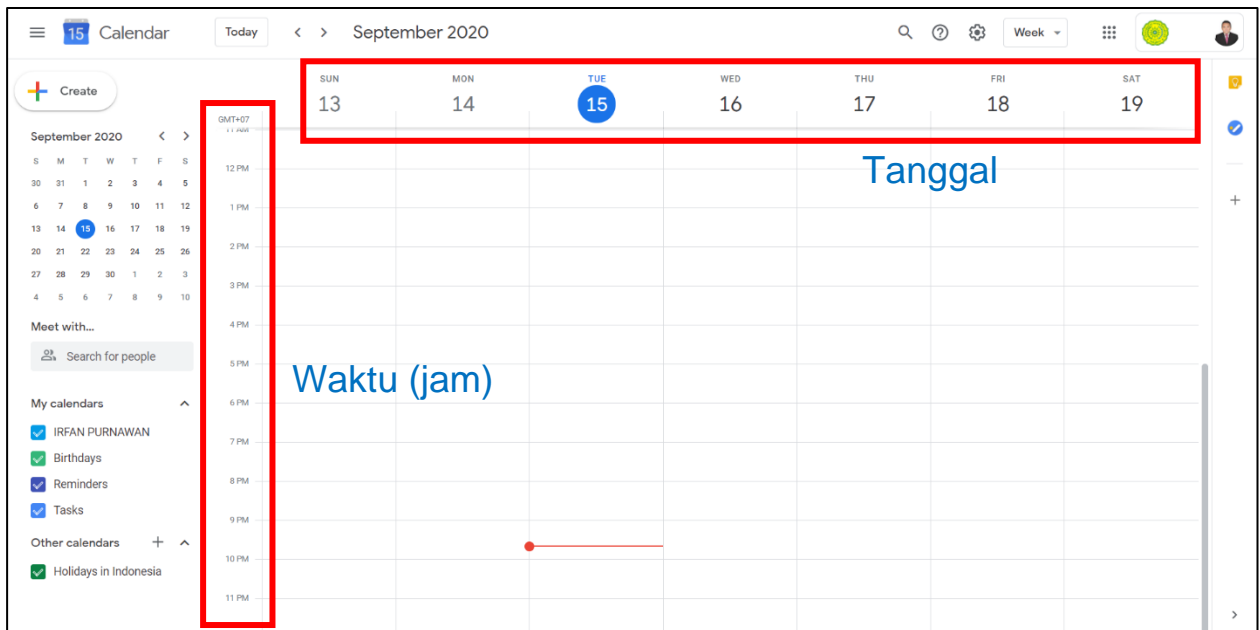 15 Calendar Today September 2020 Week
Create
SUN MON TUE WED THU FRI SAT
13 14 15 16 17 18 19
GMT+07
11 AM
Tanggal
September 2020
S M T W T F S
30 31 1 2 3 4 5
6 7 8 9 10 11 12
13 14 15 16 17 18 19
20 21 22 23 24 25 26
27 28 29 30 1 2 3
4 5 6 7 8 9 10
Meet with...
Search for people
My calendars
IRFAN PURNAWAN
Birthdays
Reminders
Tasks
Other calendars
Holidays in Indonesia
12 PM
1 PM
2 PM
3 PM
4 PM
5 PM
6 PM
7 PM
8 PM
9 PM
10 PM
11 PM
Waktu (jam)